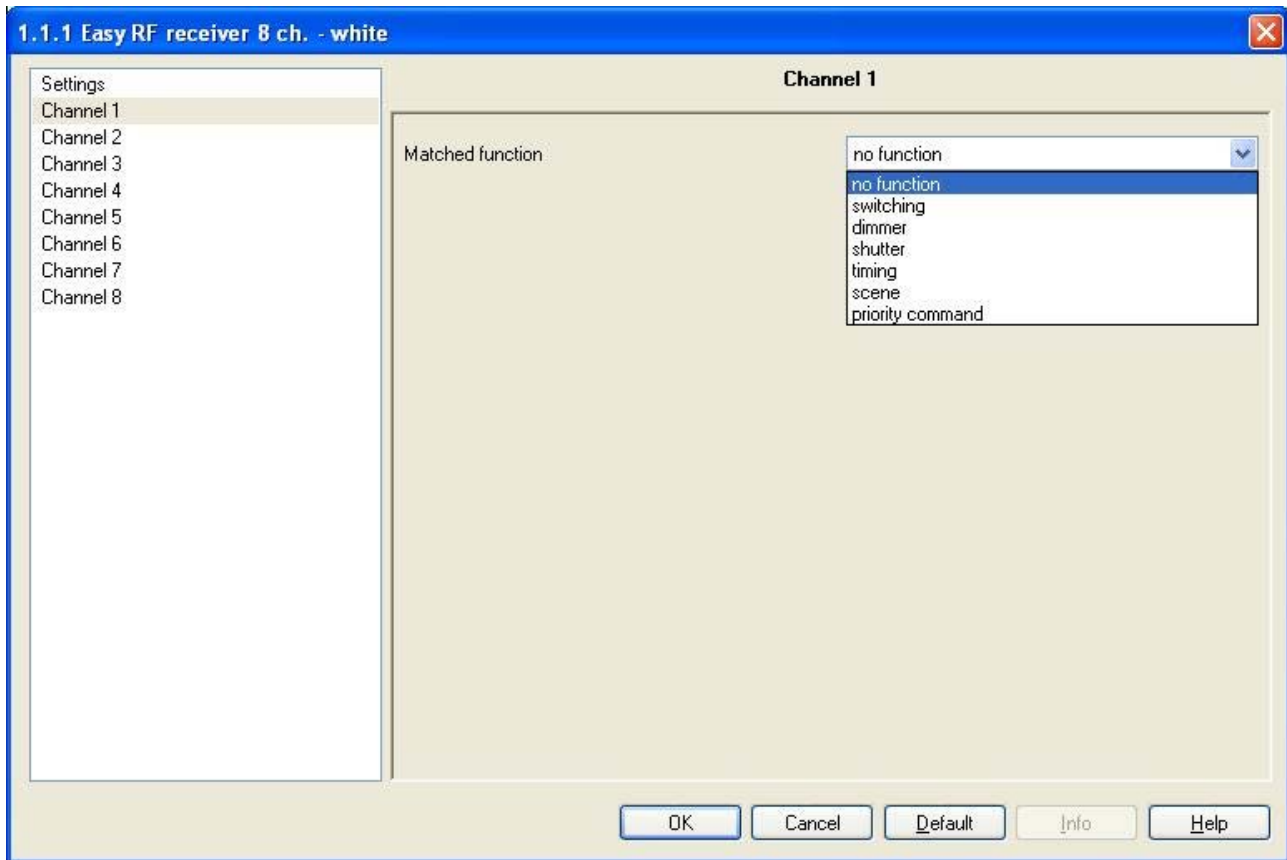 1.1.1 Easy RF receiver 8 ch. - white
Settings
Channel 1
Channel 2
Channel 3
Channel 4
Channel 5
Channel 6
Channel 7
Channel 8
Channel 1
Matched function
no function
no function
switching
dimmer
shutter
timing
scene
priority command
OK
Cancel
Default
Info
Help